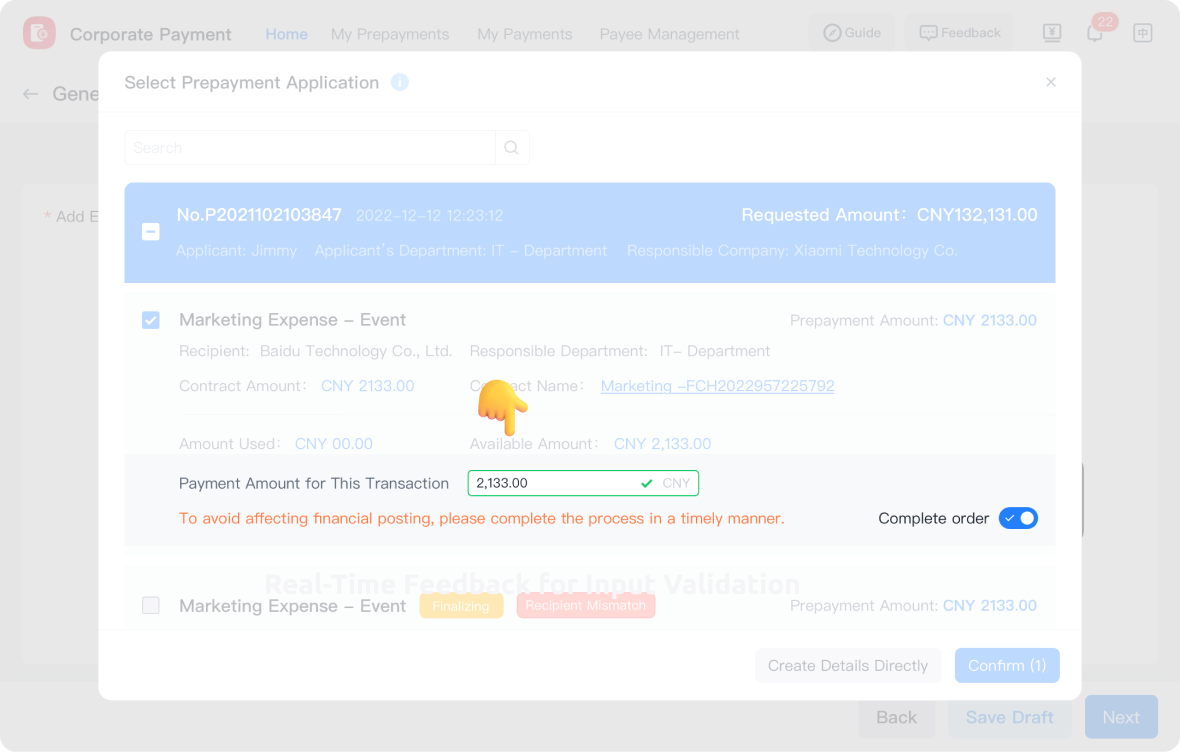 Corporate Payment Home My Prepayments My Payments Payee Management Guide Feedback 22 中
Gene
Select Prepayment Application
Search
* Add E
No.P2021102103847 2022-12-12 12:23:12 Requested Amount: CNY132,131.00
Applicant: Jimmy Applicant's Department: IT - Department Responsible Company: Xiaomi Technology Co.
Marketing Expense - Event Prepayment Amount: CNY 2133.00
Recipient: Baidu Technology Co., Ltd. Responsible Department: IT- Department
Contract Amount: CNY 2133.00 Contract Name: Marketing -FCH2022957225792
Amount Used: CNY 00.00 Available Amount: CNY 2,133.00
Payment Amount for This Transaction 2,133.00 CNY
To avoid affecting financial posting, please complete the process in a timely manner. Complete order
Real-Time Feedback for Input Validation
Marketing Expense - Event Finalizing Recipient Mismatch Prepayment Amount: CNY 2133.00
Create Details Directly Confirm (1)
Back Save Draft Next